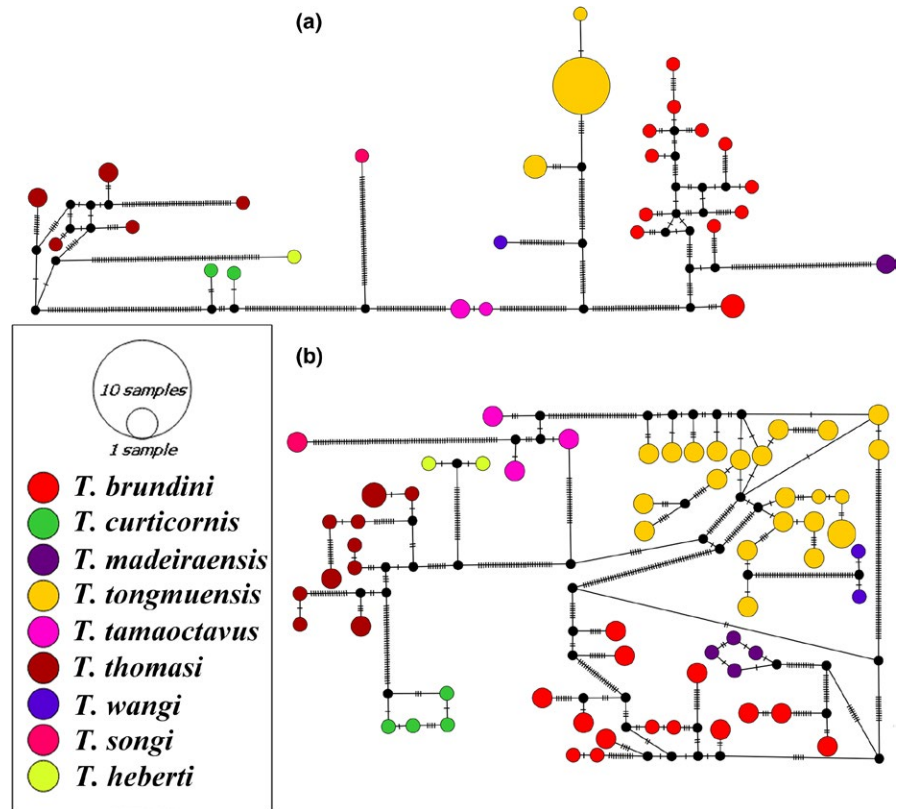 (a)
(b)
10 samples
1 sample
T. brundini
T. curticornis
T. madeiraensis
T. tongmuensis
T. tamaoctavus
T. thomasi
T. wangi
T. songi
T. heberti